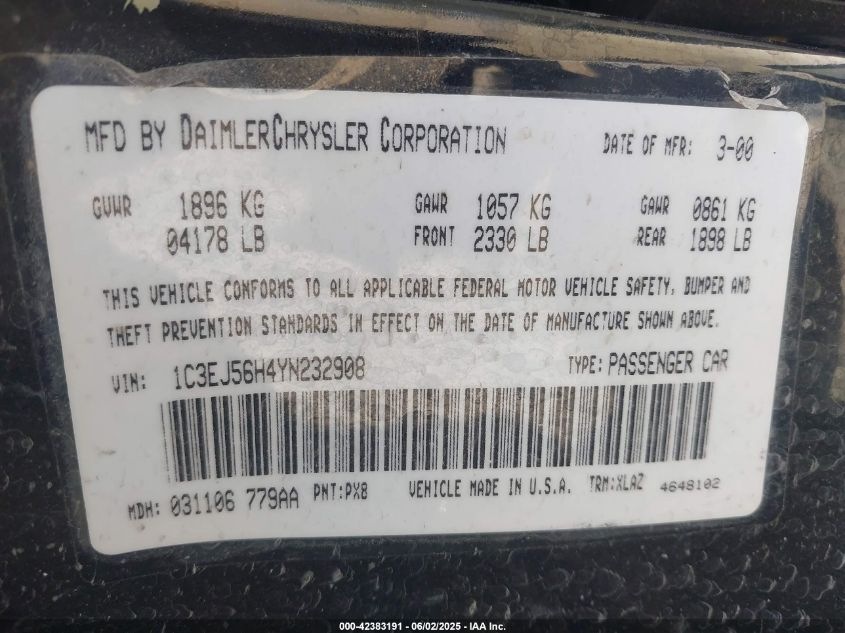 MFD BY DAIMLERCHRYSLER CORPORATION DATE OF MFR: 3-00
GVWR 1896 KG GAWR 1057 KG GAWR 0861 KG
04178 LB FRONT 2330 LB REAR 1898 LB
THIS VEHICLE CONFORMS TO ALL APPLICABLE FEDERAL MOTOR VEHICLE SAFETY, BUMPER AND
THEFT PREVENTION STANDARDS IN EFFECT ON THE DATE OF MANUFACTURE SHOWN ABOVE.
VIN: 1C3EJ56H4YN232908 TYPE: PASSENGER CAR
MDH: 031106 779AA PNT:PX8 VEHICLE MADE IN U.S.A. TRM:XLAZ 4648102
000-42383191 - 06/02/2025 - IAA Inc.